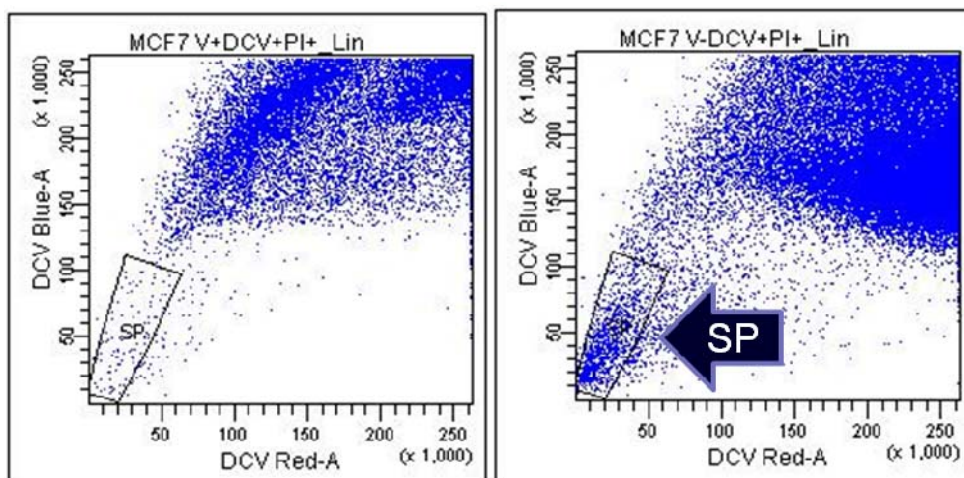 MCF7 V+DCV+PI+_Lin
(x 1,000)
250
200
150
100
50
DCV Blue-A
SP
50 100 150 200 250
DCV Red-A
(x 1,000)
MCF7 V-DCV+PI+_Lin
(x 1,000)
250
200
150
100
50
DCV Blue-A
SP
50 100 150 200 250
DCV Red-A
(x 1,000)